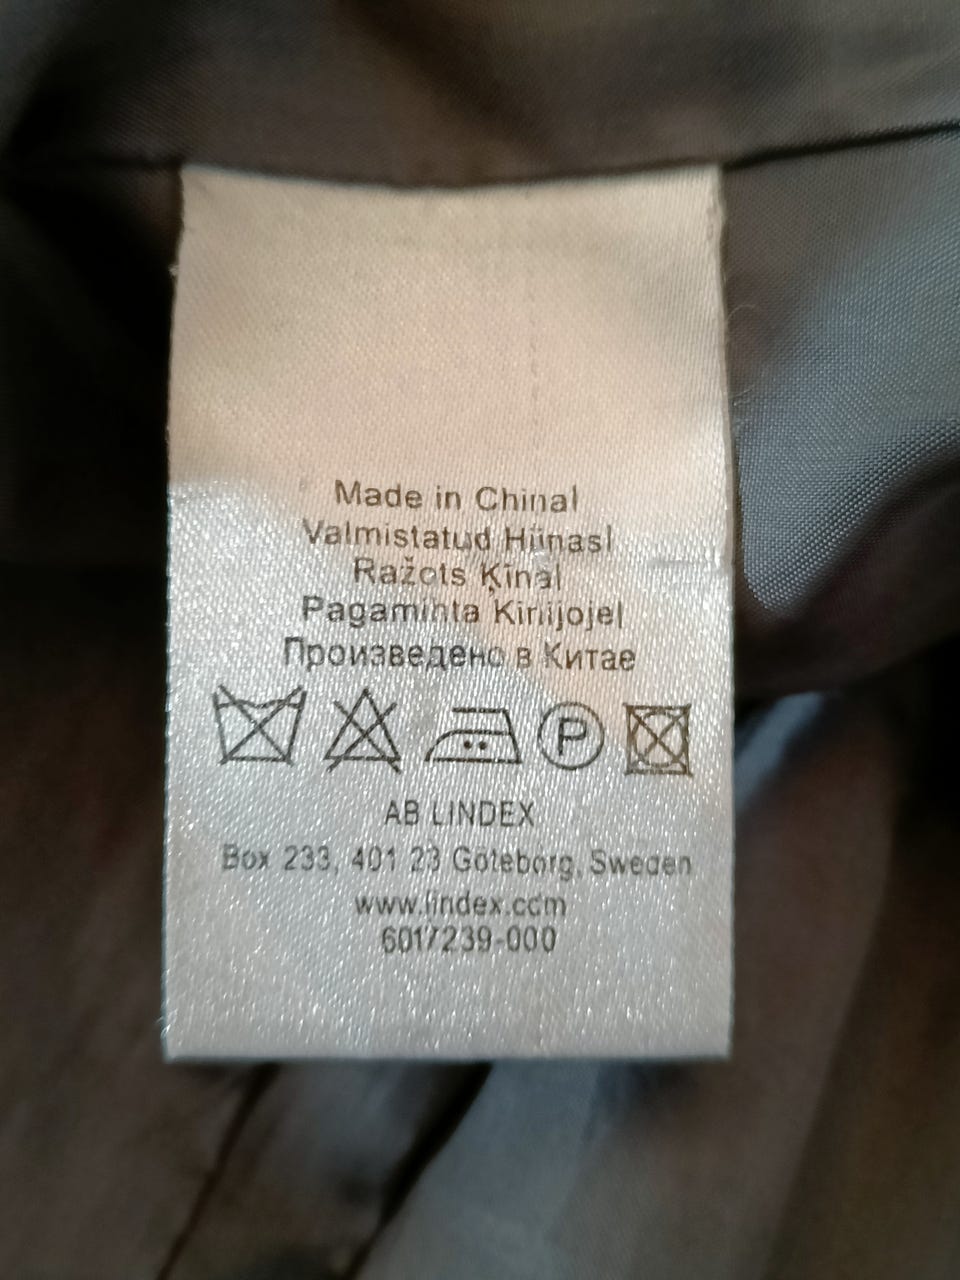 Made in China|
Valmistatud Hiinas|
Ražots Ķīnā|
Pagaminta Kinijoje|
Произведено в Китае
P
AB LINDEX
Box 233, 401 23 Göteborg, Sweden
www.lindex.com
6017239-000